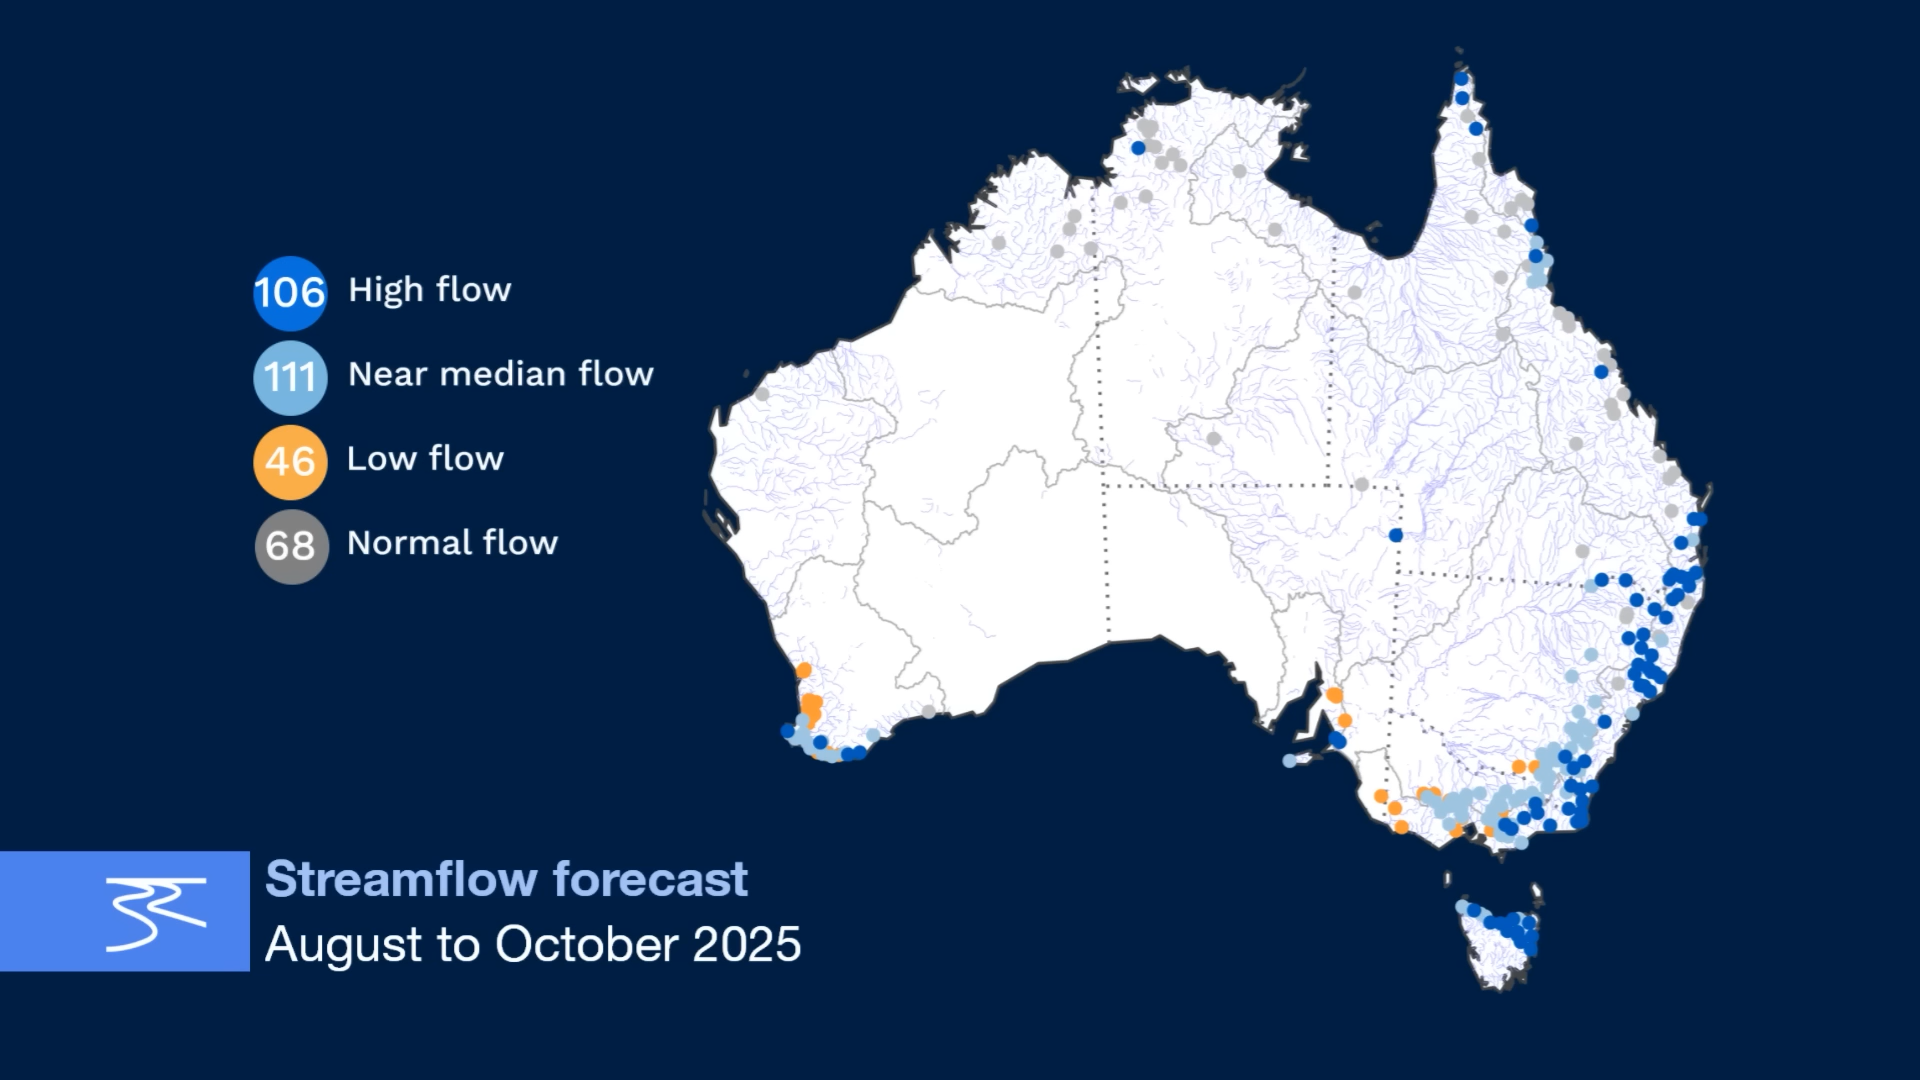 106 High flow
111 Near median flow
46 Low flow
68 Normal flow
Streamflow forecast
August to October 2025